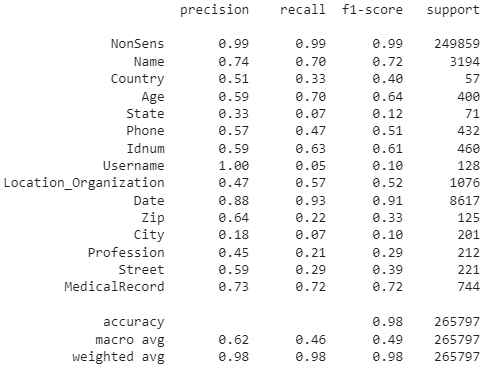 precision recall f1-score support
NonSens 0.99 0.99 0.99 249859
Name 0.74 0.70 0.72 3194
Country 0.51 0.33 0.40 57
Age 0.59 0.70 0.64 400
State 0.33 0.07 0.12 71
Phone 0.57 0.47 0.51 432
Idnum 0.59 0.63 0.61 460
Username 1.00 0.05 0.10 128
Location_Organization 0.47 0.57 0.52 1076
Date 0.88 0.93 0.91 8617
Zip 0.64 0.22 0.33 125
City 0.18 0.07 0.10 201
Profession 0.45 0.21 0.29 212
Street 0.59 0.29 0.39 221
MedicalRecord 0.73 0.72 0.72 744
accuracy 0.98 265797
macro avg 0.62 0.46 0.49 265797
weighted avg 0.98 0.98 0.98 265797